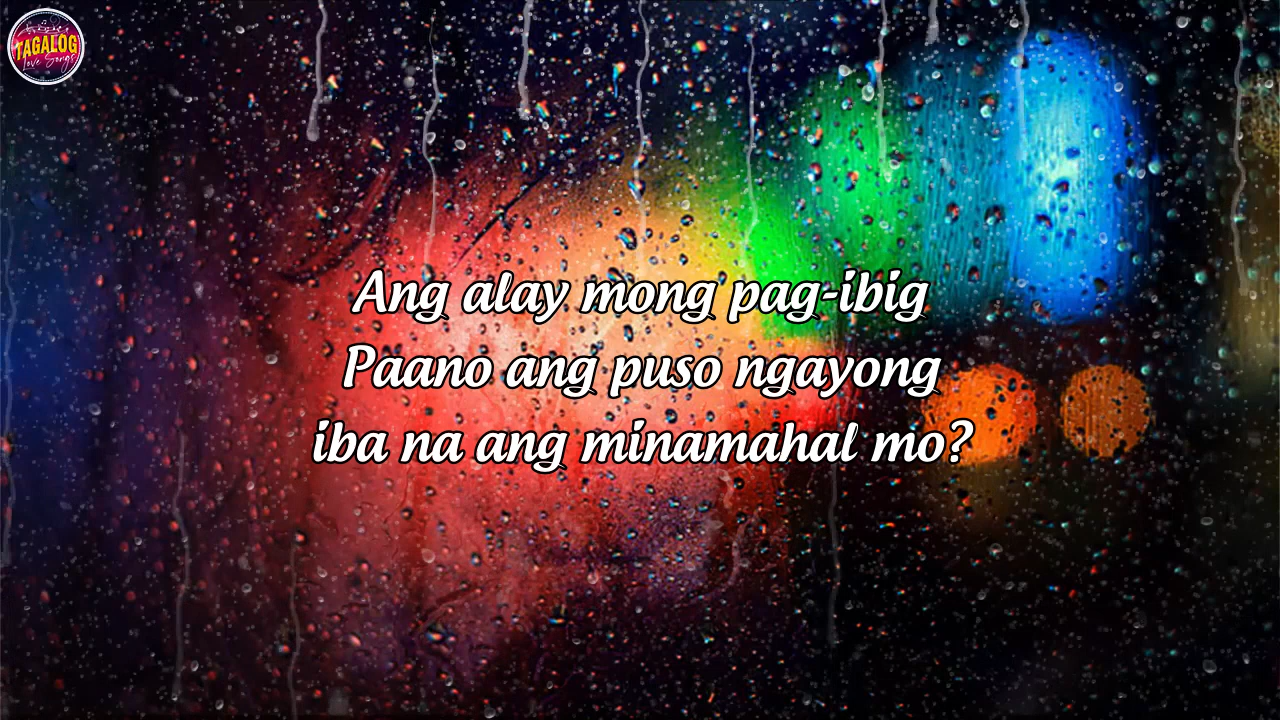 TAGALOG
Love Songs
Ang alay mong pag-ibig
Paano ang puso ngayong
iba na ang minamahal mo?